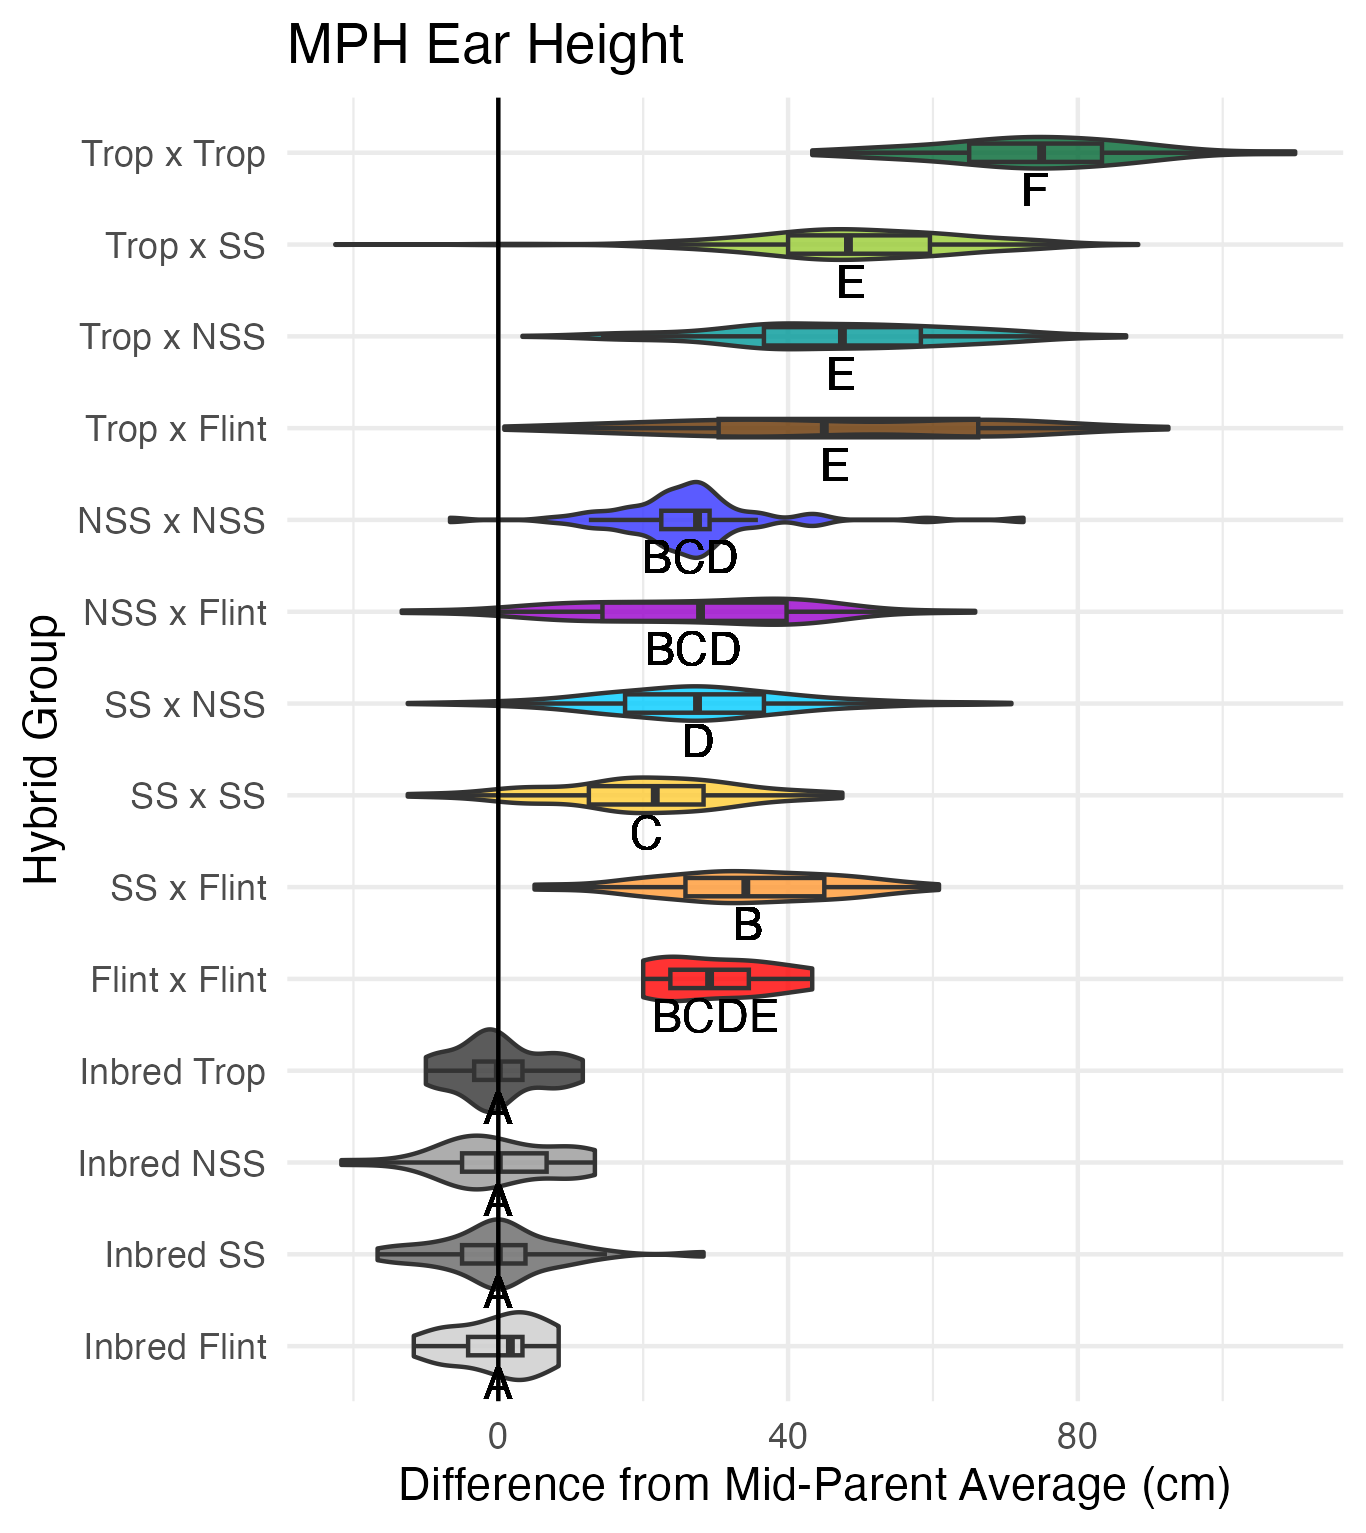 MPH Ear Height
Hybrid Group
Trop x Trop
F
Trop x SS
E
Trop x NSS
E
Trop x Flint
E
NSS x NSS
BCD
NSS x Flint
BCD
SS x NSS
D
SS x SS
C
SS x Flint
B
Flint x Flint
BCDE
Inbred Trop
A
Inbred NSS
A
Inbred SS
A
Inbred Flint
A
0 40 80
Difference from Mid-Parent Average (cm)